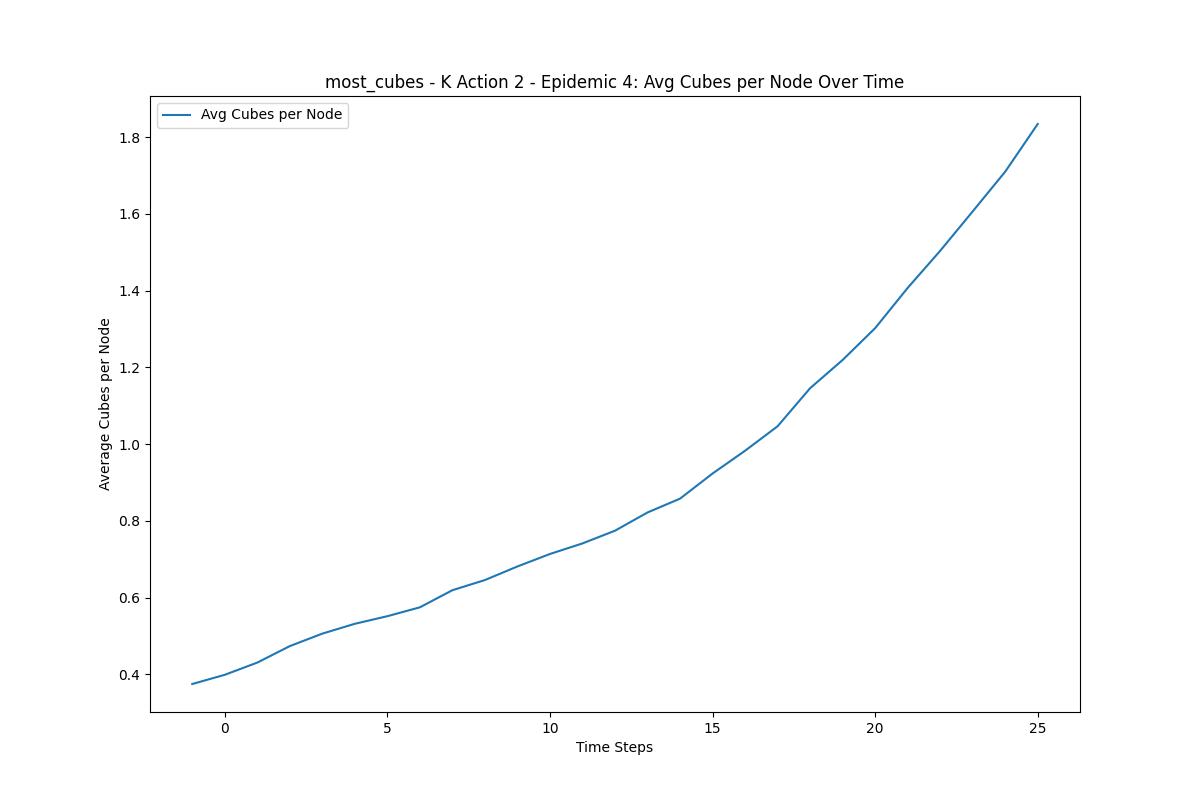 most_cubes - K Action 2 - Epidemic 4: Avg Cubes per Node Over Time
Avg Cubes per Node
Average Cubes per Node
1.8
1.6
1.4
1.2
1.0
0.8
0.6
0.4
0 5 10 15 20 25
Time Steps